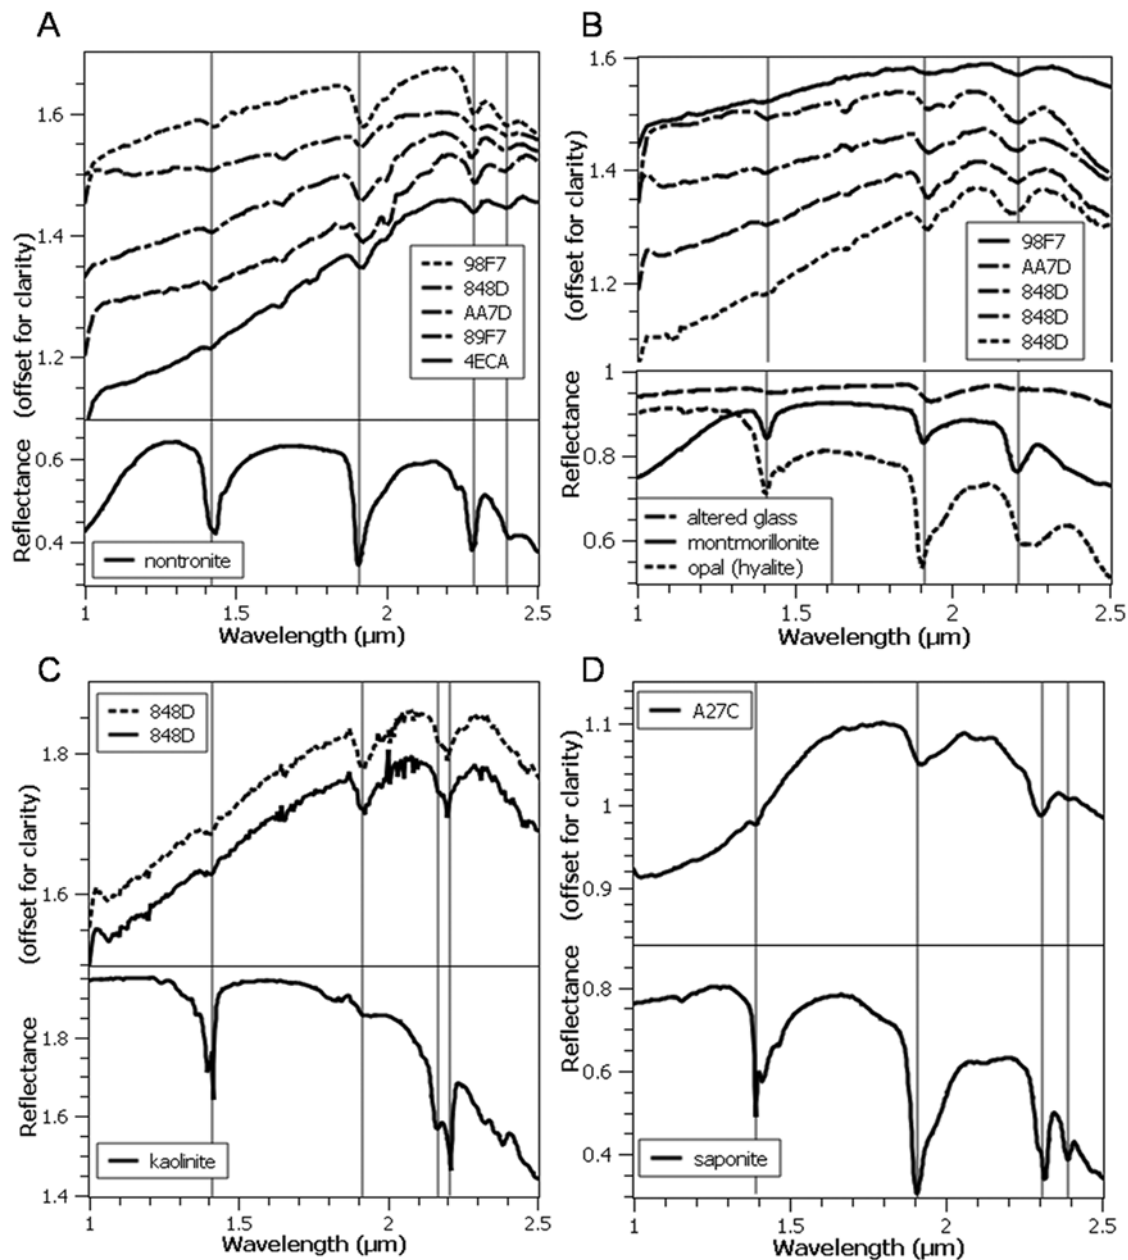 A
1.6
1.4
1.2
(offset for clarity)
98F7
848D
AA7D
89F7
4ECA
0.6
0.4
Reflectance
nontronite
1
1.5
2
2.5
Wavelength (µm)
B
1.6
1.4
1.2
(offset for clarity)
98F7
AA7D
848D
848D
848D
1
0.8
0.6
Reflectance
altered glass
montmorillonite
opal (hyalite)
1
1.5
2
2.5
Wavelength (µm)
C
848D
848D
1.8
1.6
(offset for clarity)
1.8
1.6
1.4
Reflectance
kaolinite
1
1.5
2
2.5
Wavelength (µm)
D
A27C
1.1
1
0.9
(offset for clarity)
0.8
0.6
0.4
Reflectance
saponite
1
1.5
2
2.5
Wavelength (µm)